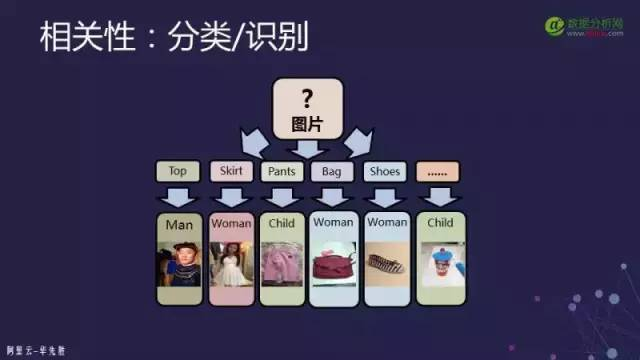 相关性：分类/识别
数据分析网
?
图片
Top
Skirt
Pants
Bag
Shoes
......
Man
Woman
Child
Woman
Woman
Child
阿里云-华先胜